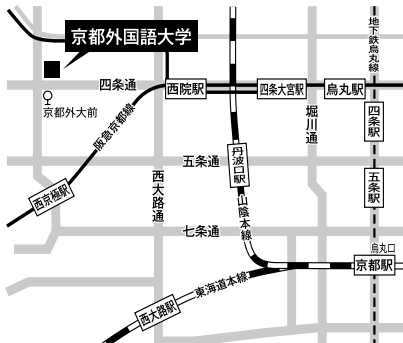 京都外国語大学
地下鉄烏丸線
四条通
西院駅
四条大宮駅
烏丸駅
京都外大前
阪急京都線
堀川通
四条駅
五条通
丹波口駅
西大路通
五条駅
西京極駅
山陰本線
七条通
烏丸口
京都駅
東海道本線
西大路駅